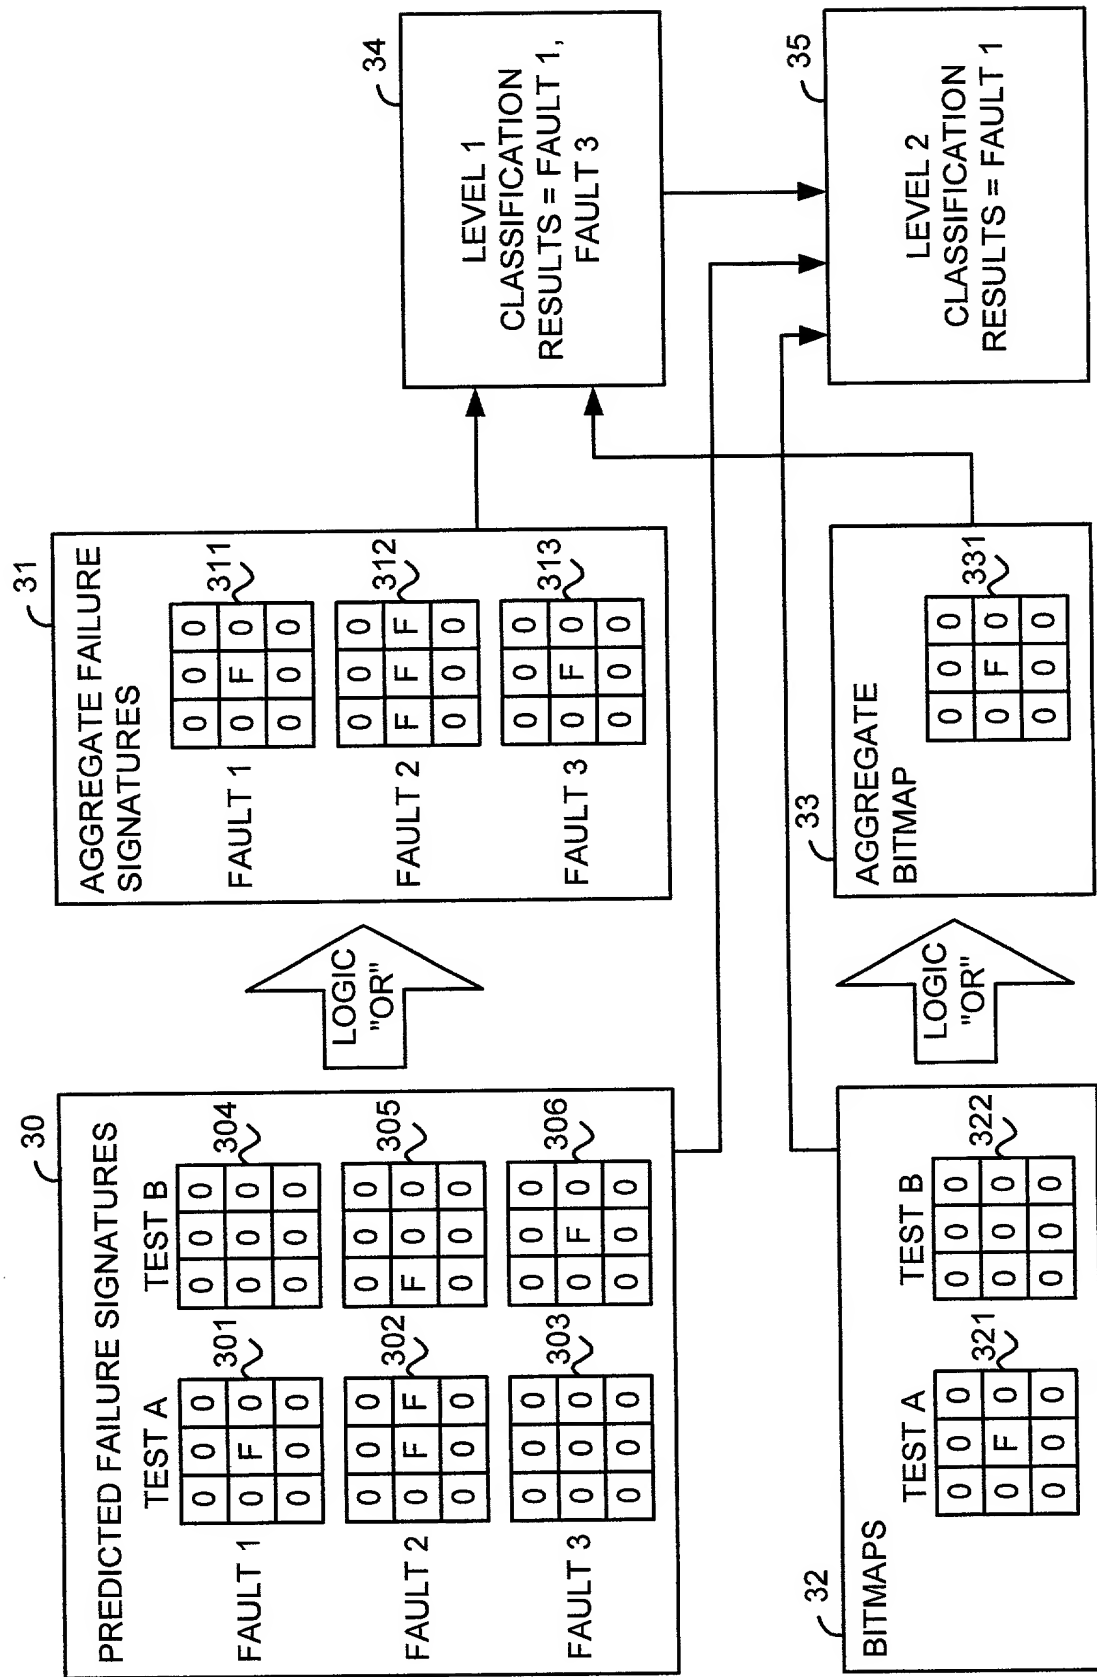 30
PREDICTED FAILURE SIGNATURES
TEST A TEST B
FAULT 1
0 0 0
0 F 0
0 0 0
301
0 0 0
0 0 0
0 0 0
304
FAULT 2
0 0 0
0 F F
0 0 0
302
0 0 0
F 0 0
0 0 0
305
FAULT 3
0 0 0
0 0 0
0 0 0
303
0 0 0
0 F 0
0 0 0
306
LOGIC
"OR"
31
AGGREGATE FAILURE
SIGNATURES
FAULT 1
0 0 0
0 F 0
0 0 0
311
FAULT 2
0 0 0
F F F
0 0 0
312
FAULT 3
0 0 0
0 F 0
0 0 0
313
34
LEVEL 1
CLASSIFICATION
RESULTS = FAULT 1,
FAULT 3
32
BITMAPS
TEST A TEST B
0 0 0
0 F 0
0 0 0
321
0 0 0
0 0 0
0 0 0
322
LOGIC
"OR"
33
AGGREGATE
BITMAP
0 0 0
0 F 0
0 0 0
331
35
LEVEL 2
CLASSIFICATION
RESULTS = FAULT 1